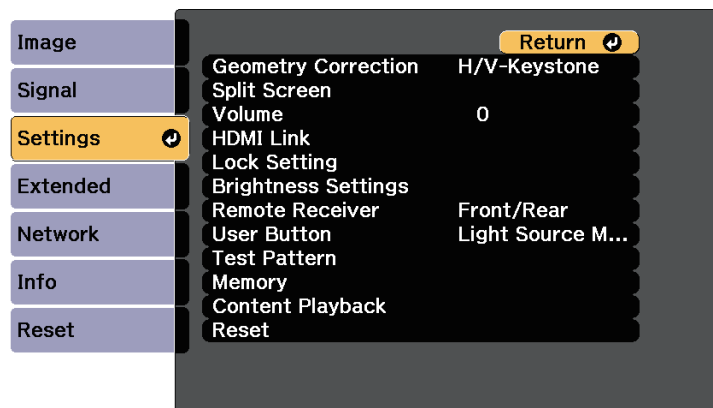 Image
Signal
Settings
Extended
Network
Info
Reset
Return
Geometry Correction H/V-Keystone
Split Screen
Volume 0
HDMI Link
Lock Setting
Brightness Settings
Remote Receiver Front/Rear
User Button Light Source M...
Test Pattern
Memory
Content Playback
Reset